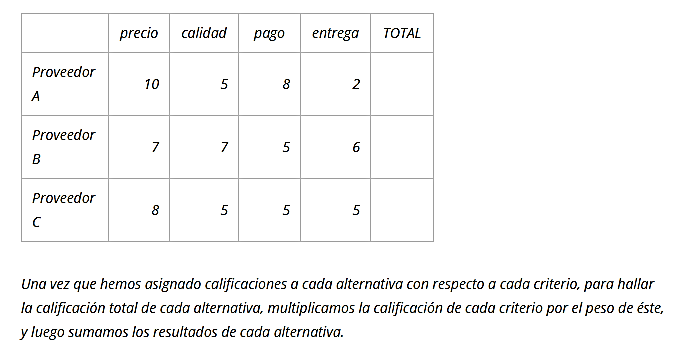 precio calidad pago entrega TOTAL
Proveedor
A 10 5 8 2
Proveedor
B 7 7 5 6
Proveedor
C 8 5 5 5
Una vez que hemos asignado calificaciones a cada alternativa con respecto a cada criterio, para hallar
la calificación total de cada alternativa, multiplicamos la calificación de cada criterio por el peso de éste,
y luego sumamos los resultados de cada alternativa.